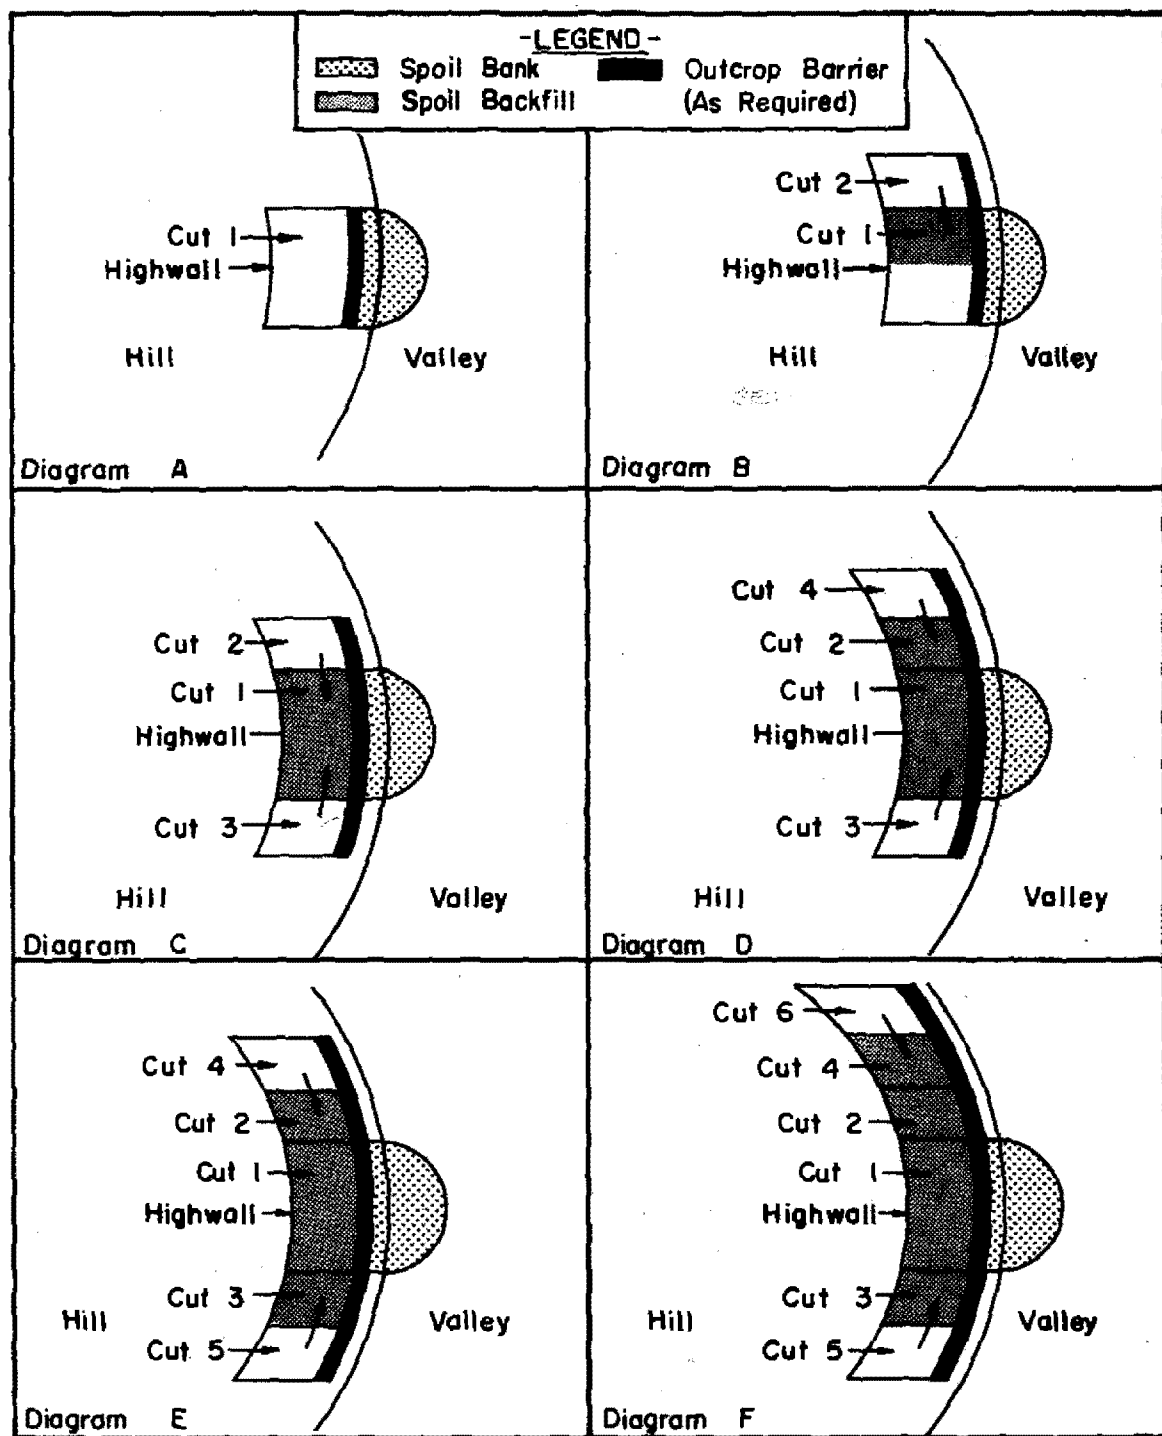 -LEGEND-
Spoil Bank
Outcrop Barrier
Spoil Backfill
(As Required)
Cut 1
Highwall
Hill
Valley
Diagram A
Cut 2
Cut 1
Highwall
Hill
Valley
Diagram B
Cut 2
Cut 1
Highwall
Cut 3
Hill
Valley
Diagram C
Cut 4
Cut 2
Cut 1
Highwall
Cut 3
Hill
Valley
Diagram D
Cut 4
Cut 2
Cut 1
Highwall
Cut 3
Hill
Valley
Cut 5
Diagram E
Cut 6
Cut 4
Cut 2
Cut 1
Highwall
Cut 3
Hill
Valley
Cut 5
Diagram F